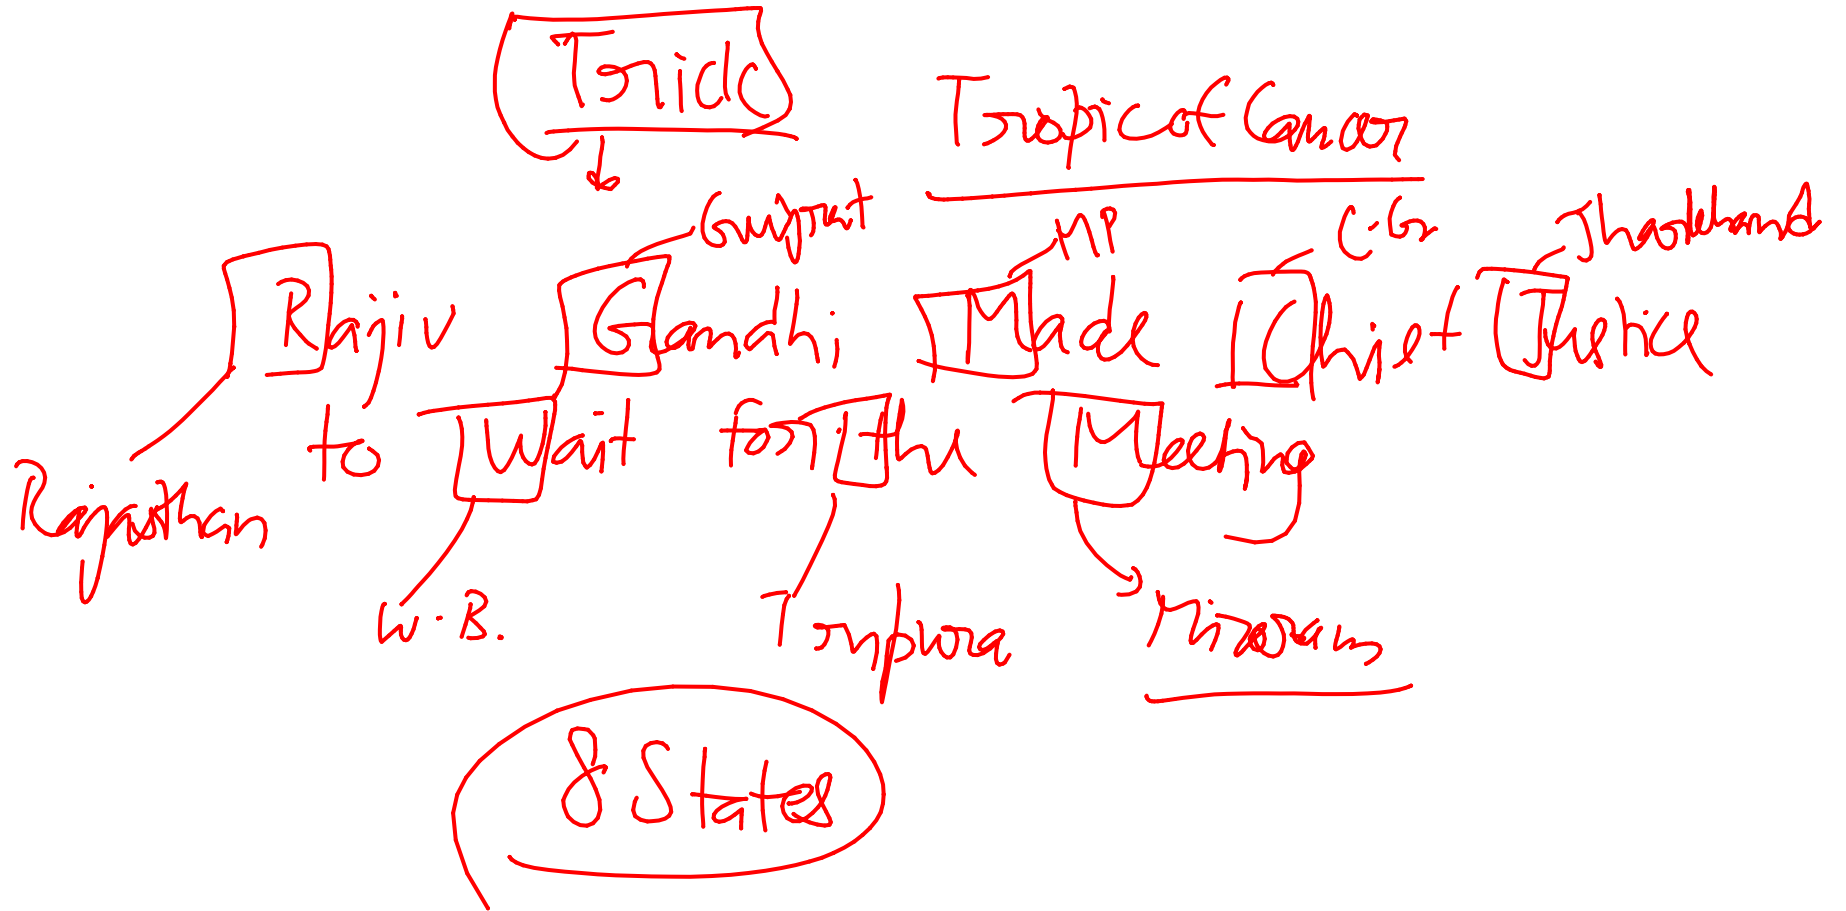 Trick
Tropic of Cancer
Gujrat MP C.G Jharkhand
Rajiv Gandhi Made Chief Justice
to Wait for the Meeting
Rajasthan
W.B. Tripura Mizoram
8 States